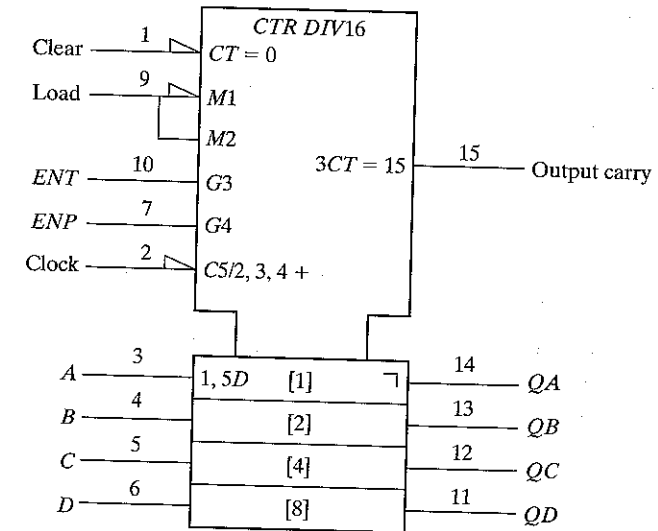 CTR DIV16
Clear 1 CT = 0
Load 9 M1
M2
ENT 10 G3 3CT = 15 15 Output carry
ENP 7 G4
Clock 2 C5/2, 3, 4 +
A 3 1, 5D [1] ㄱ 14 QA
B 4 [2] 13 QB
C 5 [4] 12 QC
D 6 [8] 11 QD